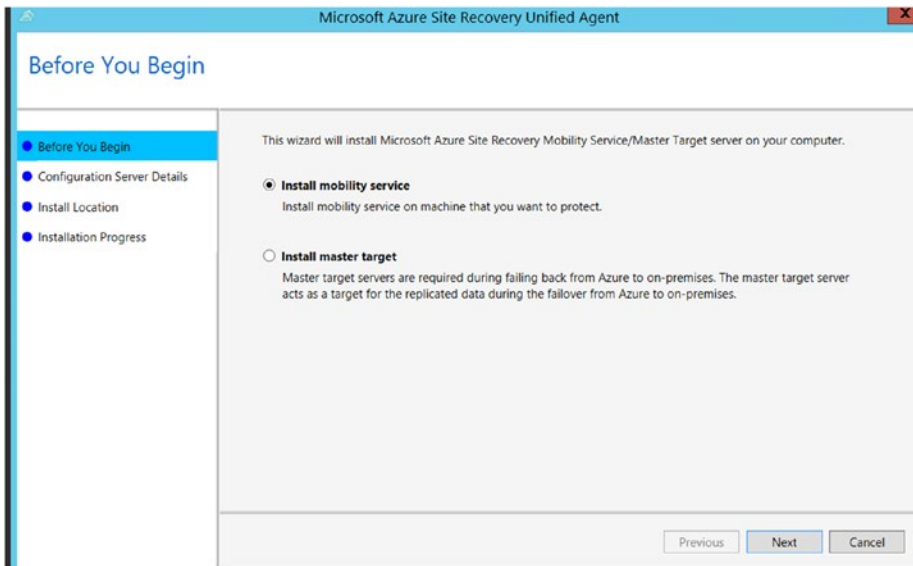 Microsoft Azure Site Recovery Unified Agent
X
Before You Begin
Before You Begin
Configuration Server Details
Install Location
Installation Progress
This wizard will install Microsoft Azure Site Recovery Mobility Service/Master Target server on your computer.
Install mobility service
Install mobility service on machine that you want to protect.
Install master target
Master target servers are required during failing back from Azure to on-premises. The master target server
acts as a target for the replicated data during the failover from Azure to on-premises.
Previous
Next
Cancel